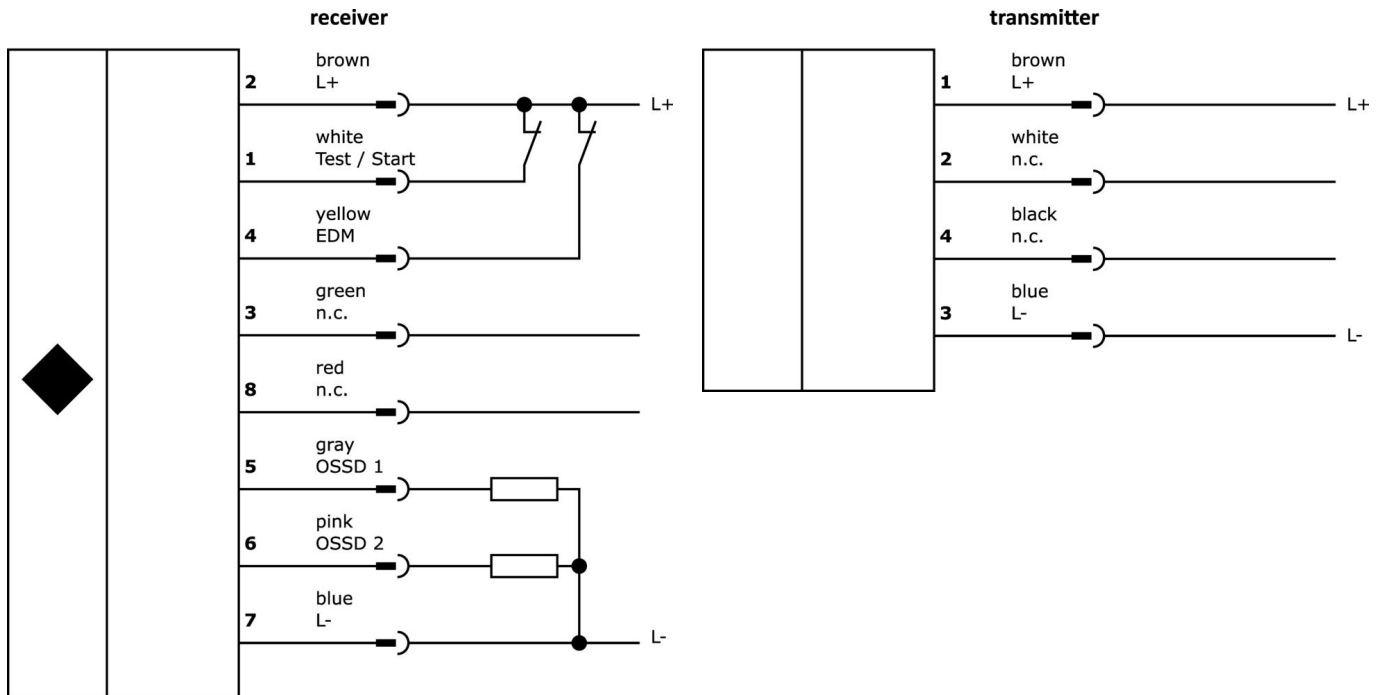 receiver
brown
2 L+
L+
white
1 Test / Start
yellow
4 EDM
green
3 n.c.
red
8 n.c.
gray
5 OSSD 1
pink
6 OSSD 2
blue
7 L-
L-
transmitter
brown
1 L+
L+
white
2 n.c.
black
4 n.c.
blue
3 L-
L-